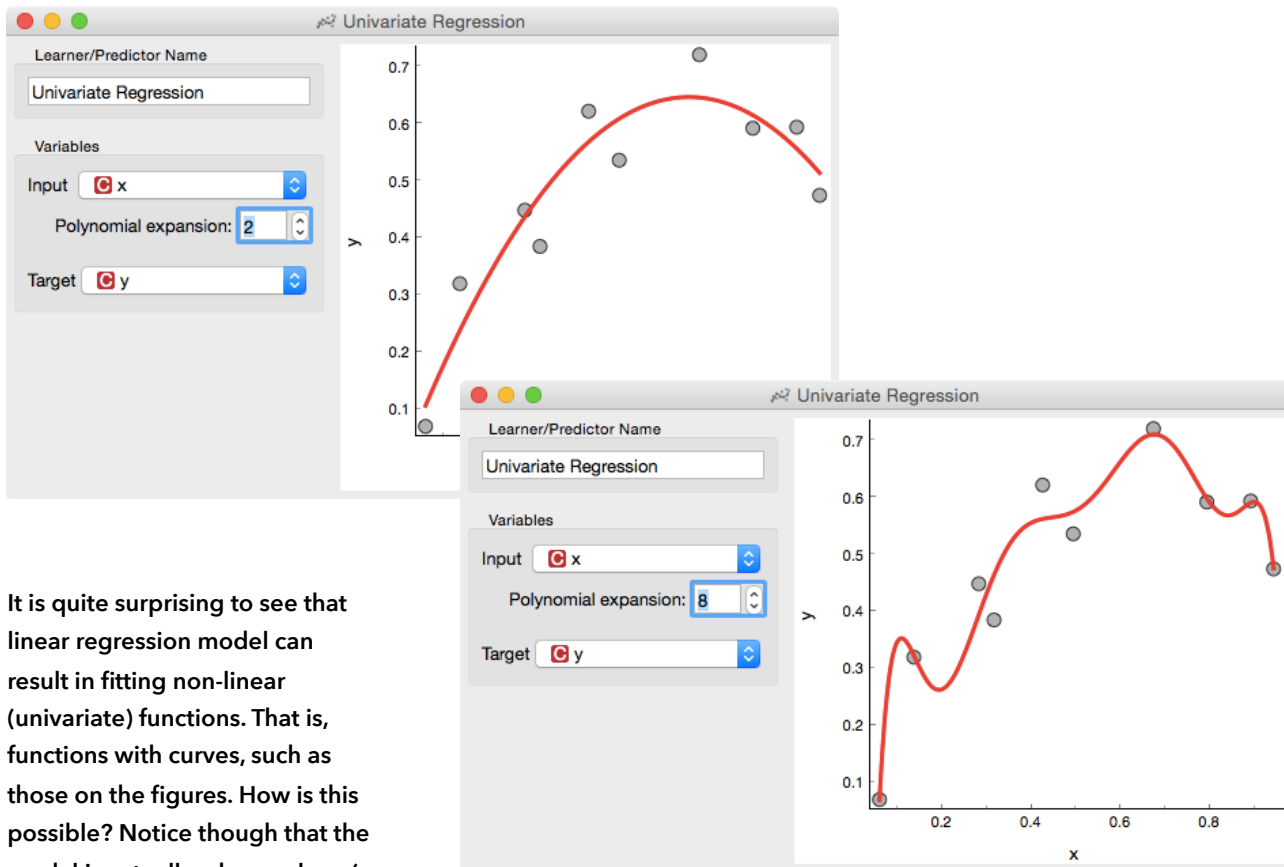 Univariate Regression
Learner/Predictor Name
Univariate Regression
Variables
Input C x
Polynomial expansion: 2
Target C y
0.7
0.6
0.5
0.4
0.3
0.2
0.1
y
Univariate Regression
Learner/Predictor Name
Univariate Regression
Variables
Input C x
Polynomial expansion: 8
Target C y
0.7
0.6
0.5
0.4
0.3
0.2
0.1
y
0.2 0.4 0.6 0.8
x
It is quite surprising to see that
linear regression model can
result in fitting non-linear
(univariate) functions. That is,
functions with curves, such as
those on the figures. How is this
possible? Notice though that the